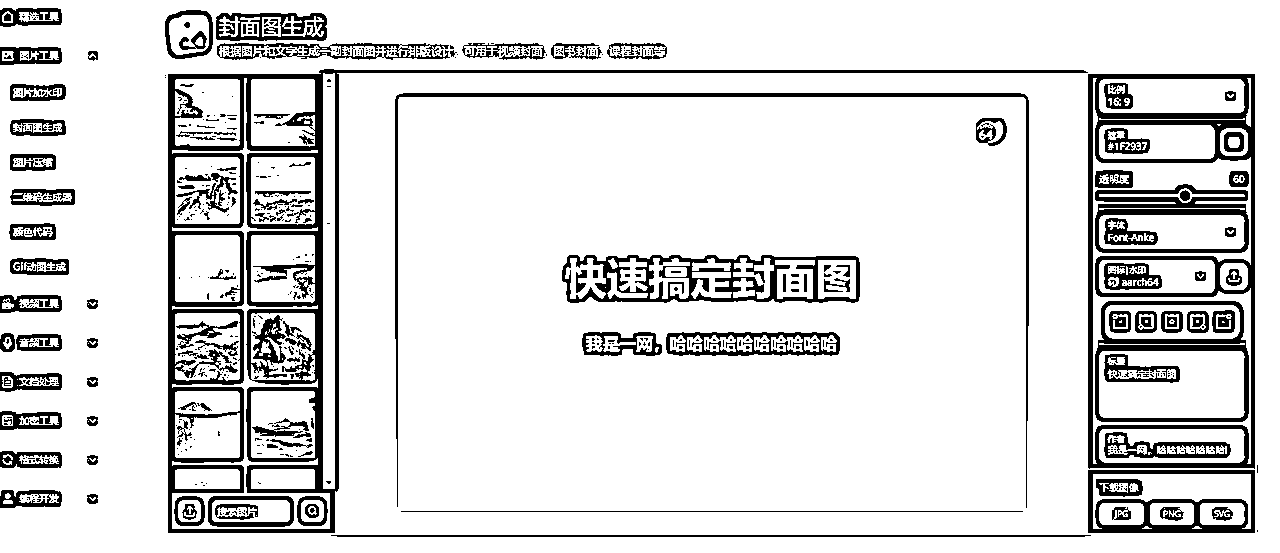 精选工具
图片工具
图片加水印
封面图生成
图片压缩
二维码生成器
颜色代码
Gif动图生成
视频工具
音频工具
文档处理
加密工具
格式转换
编程开发
封面图生成
根据图片和文字生成一张封面图并进行排版设计，可用于视频封面、图书封面、课程封面等
搜索图片
64
快速搞定封面图
我是一网，哈哈哈哈哈哈哈哈哈哈
比例
16: 9
#1F2937
透明度
60
字体
Font-Anke
图标|水印
aarch64
标题
快速搞定封面图
作者
我是一网，哈哈哈哈哈哈哈
下载图像
JPG
PNG
SVG